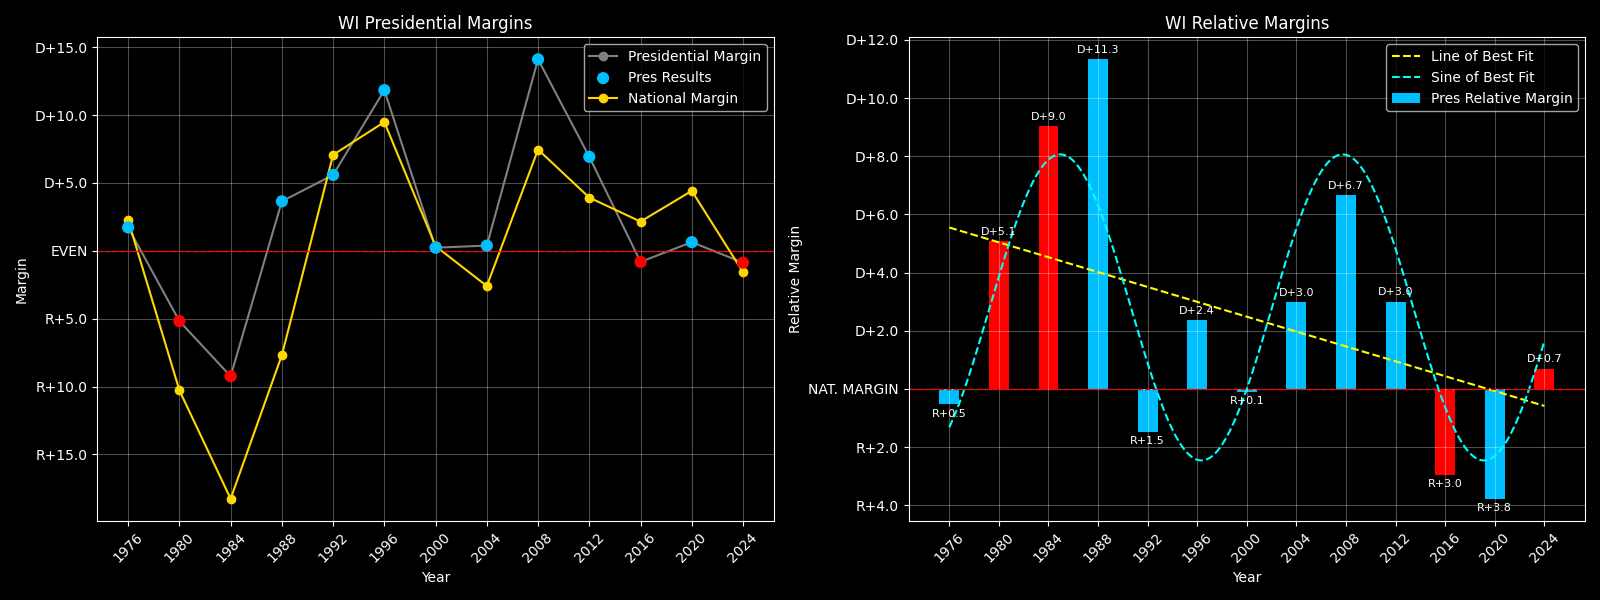 WI Presidential Margins
Presidential Margin
Pres Results
National Margin
D+15.0
D+10.0
D+5.0
EVEN
R+5.0
R+10.0
R+15.0
Margin
1976
1980
1984
1988
1992
1996
2000
2004
2008
2012
2016
2020
2024
Year
WI Relative Margins
Line of Best Fit
Sine of Best Fit
Pres Relative Margin
D+12.0
D+10.0
D+8.0
D+6.0
D+4.0
D+2.0
NAT. MARGIN
R+2.0
R+4.0
Relative Margin
R+0.5
D+5.1
D+9.0
D+11.3
R+1.5
D+2.4
R+0.1
D+3.0
D+6.7
D+3.0
R+3.0
R+3.8
D+0.7
1976
1980
1984
1988
1992
1996
2000
2004
2008
2012
2016
2020
2024
Year